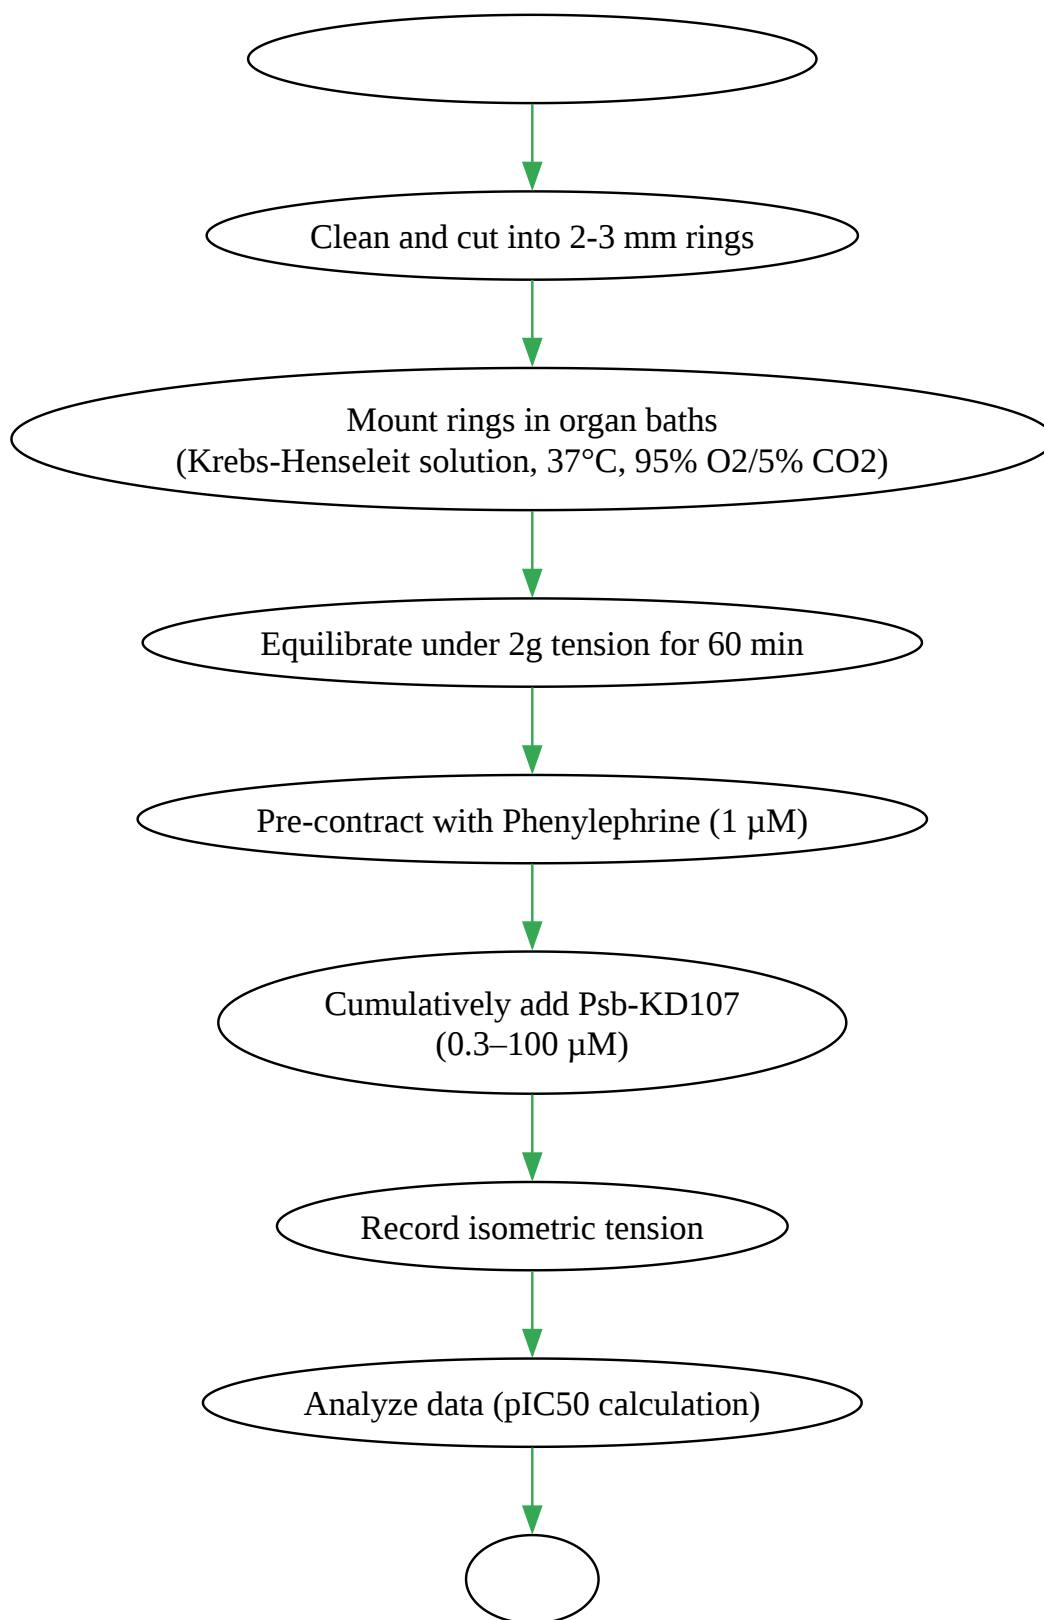 Clean and cut into 2-3 mm rings
Mount rings in organ baths
(Krebs-Henseleit solution, 37°C, 95% O2/5% CO2)
Equilibrate under 2g tension for 60 min
Pre-contract with Phenylephrine (1 µM)
Cumulatively add Psb-KD107
(0.3–100 µM)
Record isometric tension
Analyze data (pIC50 calculation)